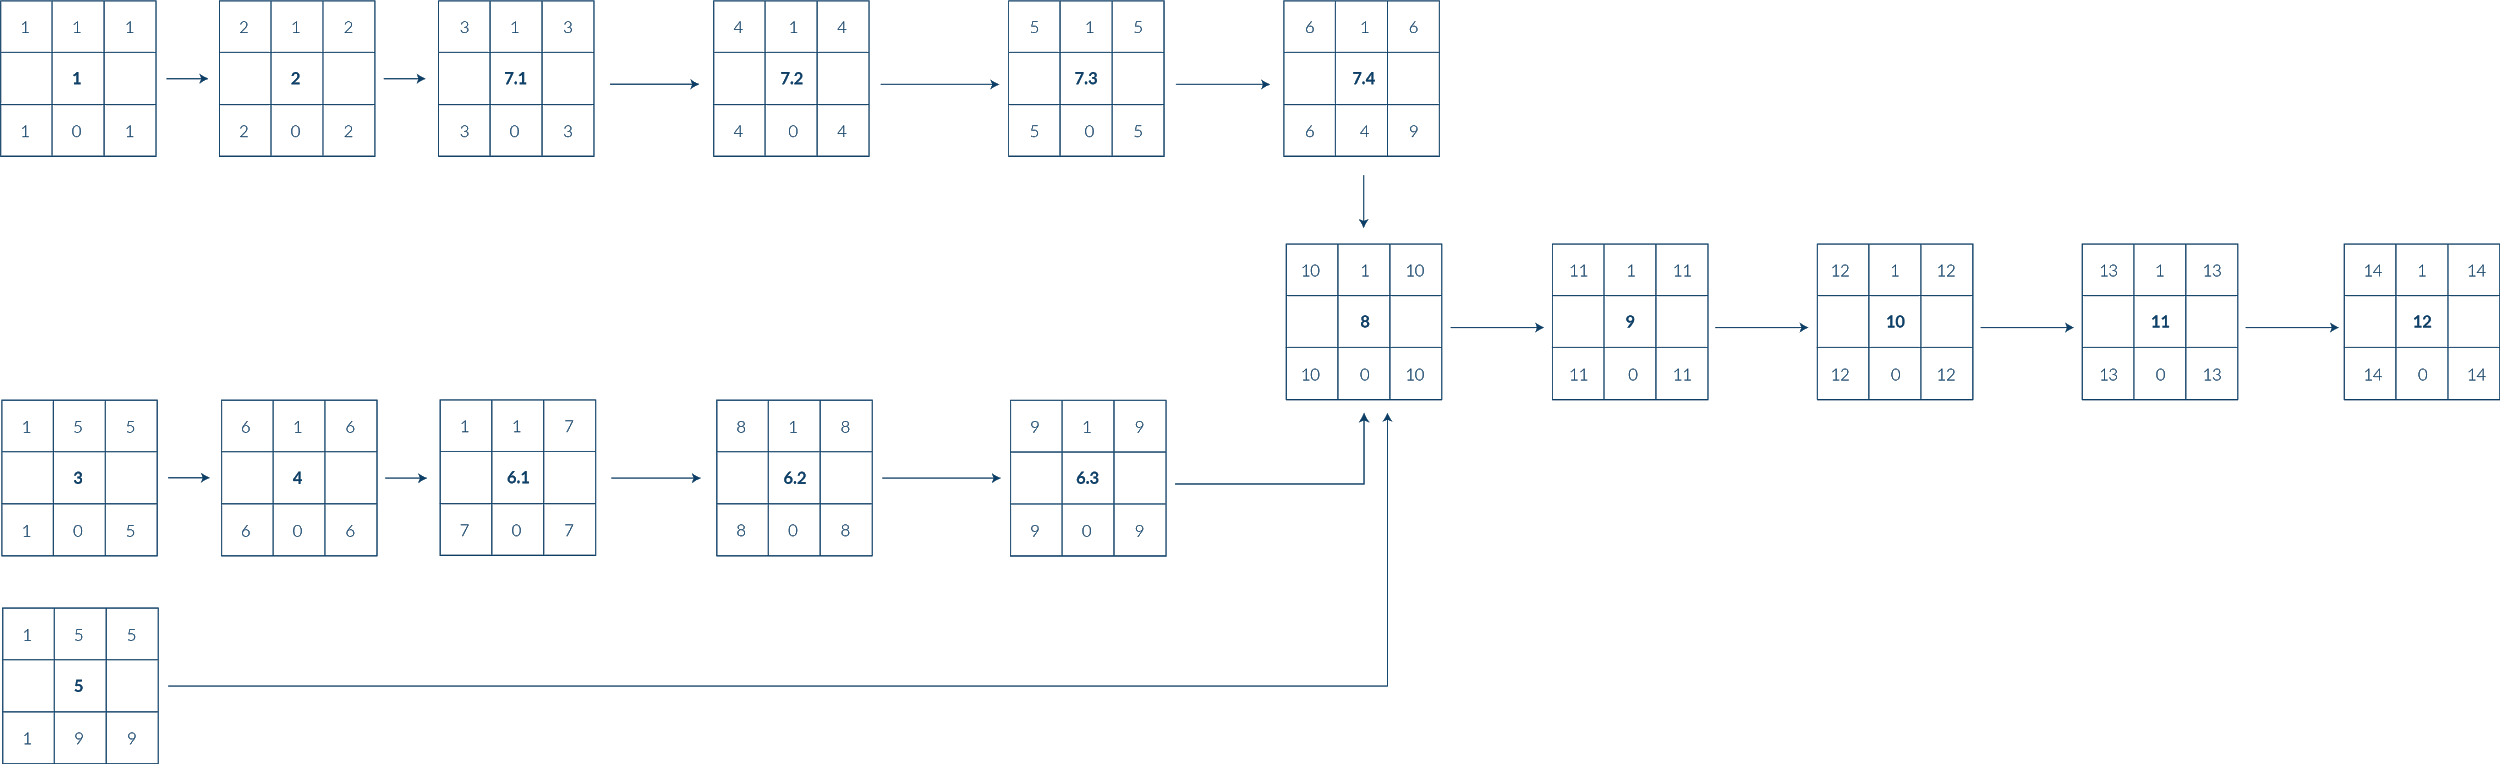 1 1 1 2 1 2 3 1 3 4 1 4 5 1 5 6 1 6
1 2 7.1 7.2 7.3 7.4
1 0 1 2 0 2 3 0 3 4 0 4 5 0 5 6 4 9
10 1 10 11 1 11 12 1 12 13 1 13 14 1 14
8 9 10 11 12
10 0 10 11 0 11 12 0 12 13 0 13 14 0 14
1 5 5 6 1 6 1 1 7 8 1 8 9 1 9
3 4 6.1 6.2 6.3
1 0 5 6 0 6 7 0 7 8 0 8 9 0 9
1 5 5
5
1 9 9